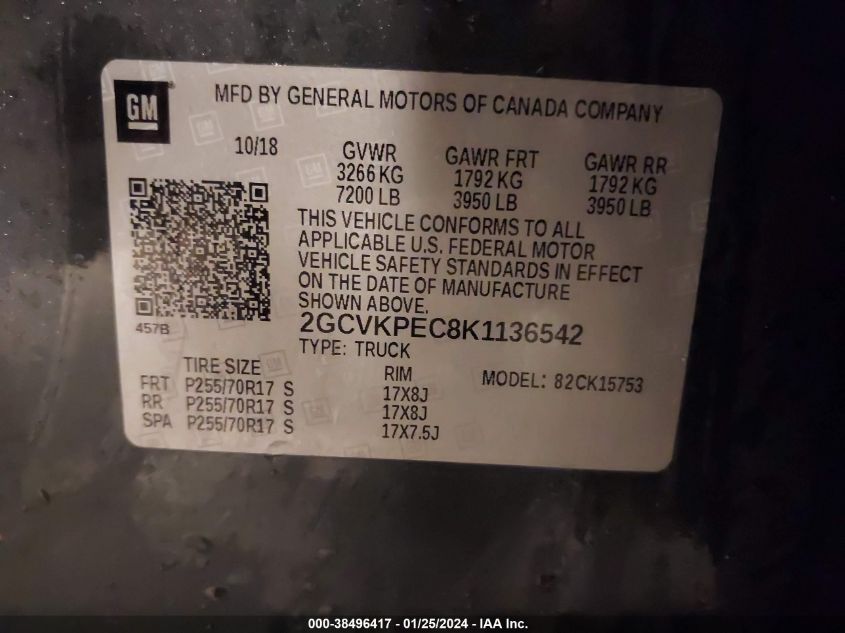 GM
MFD BY GENERAL MOTORS OF CANADA COMPANY
10/18
GVWR GAWR FRT GAWR RR
3266 KG 1792 KG 1792 KG
7200 LB 3950 LB 3950 LB
THIS VEHICLE CONFORMS TO ALL
APPLICABLE U.S. FEDERAL MOTOR
VEHICLE SAFETY STANDARDS IN EFFECT
ON THE DATE OF MANUFACTURE
SHOWN ABOVE.
457B
2GCVKPEC8K1136542
TYPE: TRUCK
TIRE SIZE RIM MODEL: 82CK15753
FRT P255/70R17 S 17X8J
RR P255/70R17 S 17X8J
SPA P255/70R17 S 17X7.5J
000-38496417 - 01/25/2024 - IAA Inc.